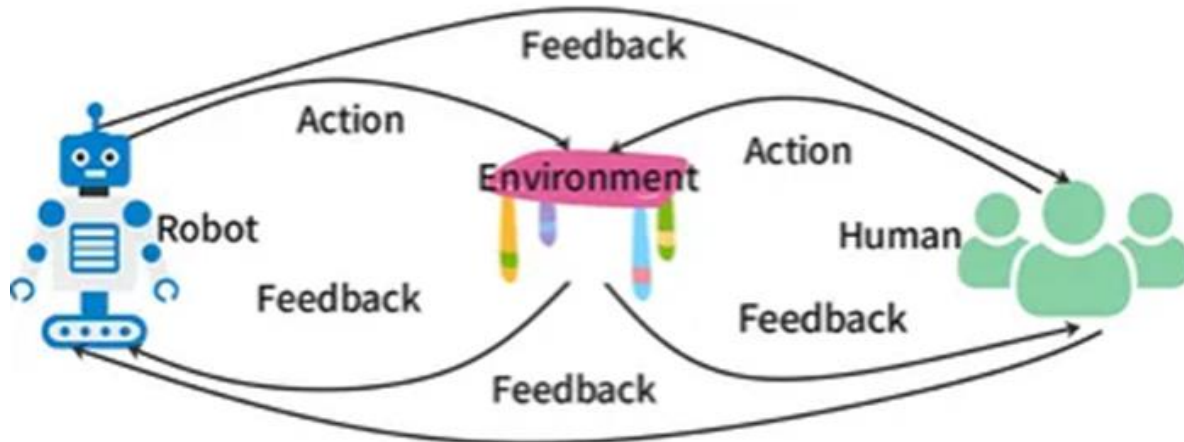 Feedback
Action
Action
Environment
Robot
Human
Feedback
Feedback
Feedback